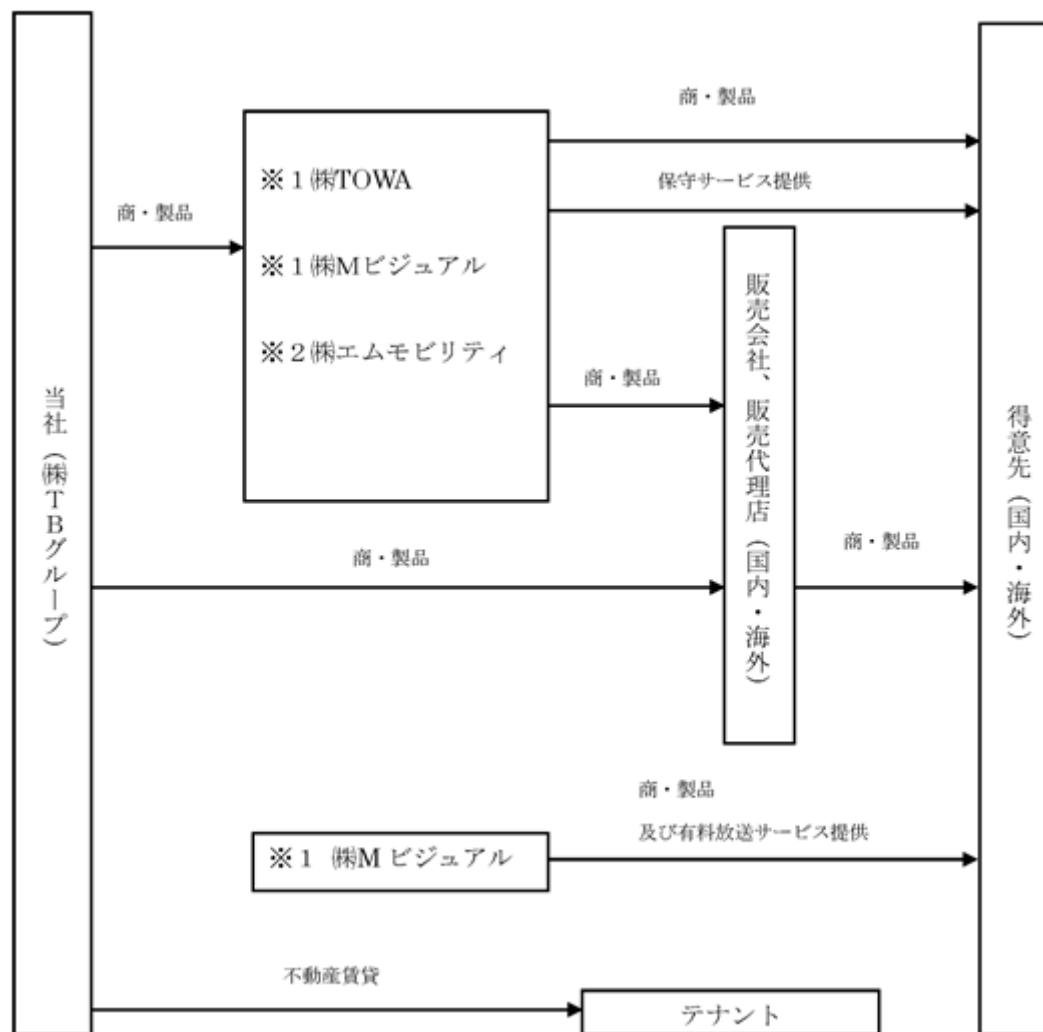 当社(㈱TBグループ)
商・製品
※1㈱TOWA
※1㈱Mビジュアル
※2㈱エムモビリティ
商・製品
保守サービス提供
商・製品
販売会社、販売代理店(国内・海外)
商・製品
商・製品
得意先(国内・海外)
※1 ㈱M ビジュアル
商・製品
及び有料放送サービス提供
不動産賃貸
テナント